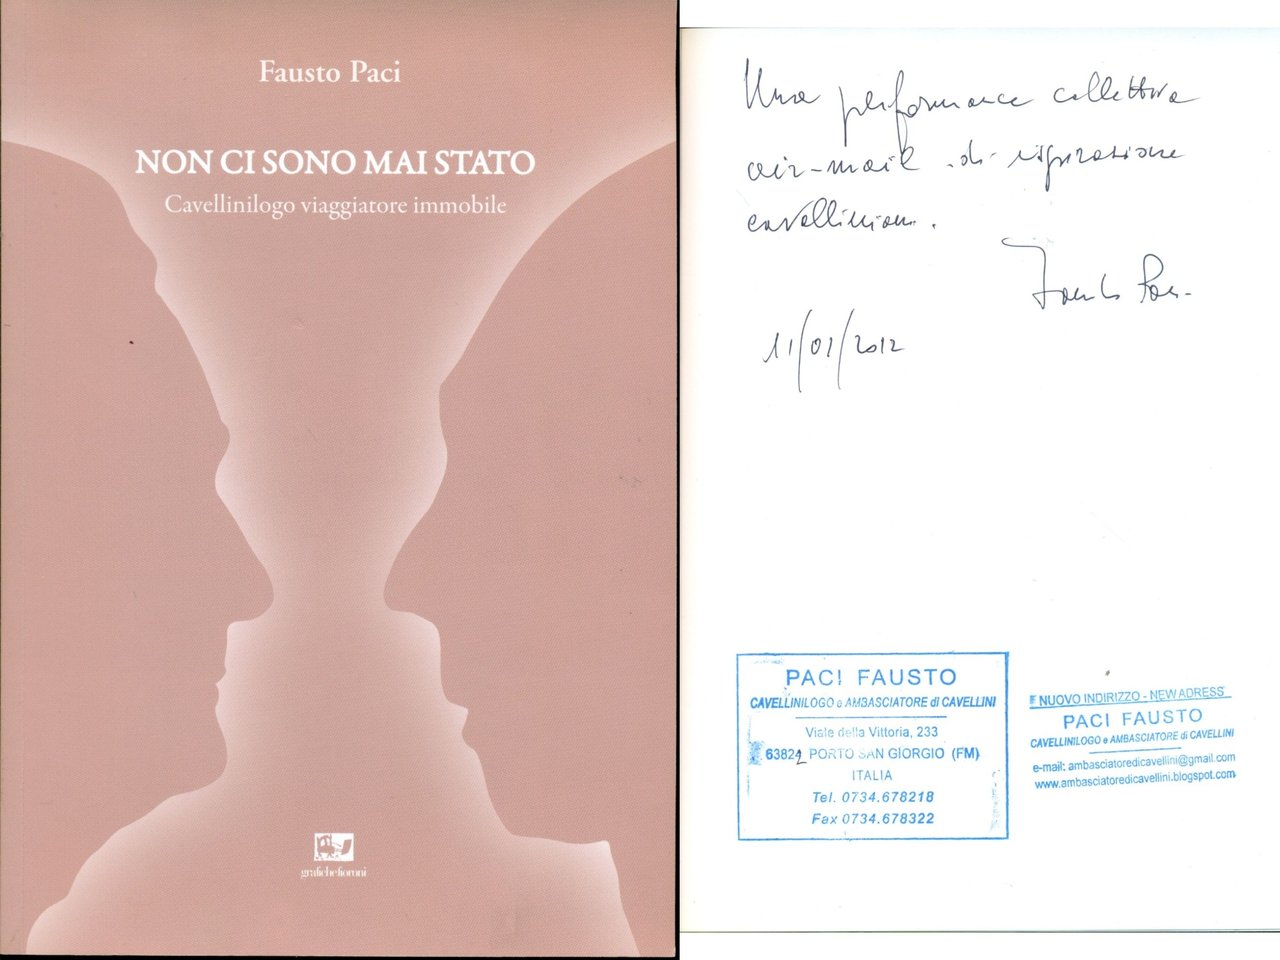 Fausto Paci
NON CI SONO MAI STATO
Cavellinilogo viaggiatore immobile
grafichefioroni
Una performance collettiva
air-mail di ispirazione
cavelliniana.
Fausto Paci
11/01/2012
PACI FAUSTO
CAVELLINILOGO e AMBASCIATORE di CAVELLINI
Viale della Vittoria, 233
63822 PORTO SAN GIORGIO (FM)
ITALIA
Tel. 0734.678218
Fax 0734.678322
NUOVO INDIRIZZO - NEW ADRESS
PACI FAUSTO
CAVELLINILOGO e AMBASCIATORE di CAVELLINI
e-mail: ambasciatoredicavellini@gmail.com
www.ambasciatoredicavellini.blogspot.com